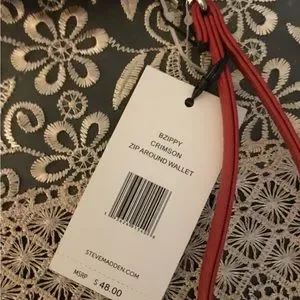 BZIPPY
CRIMSON
ZIP AROUND WALLET
STEVEMADDEN.COM
MSRP $ 48.00